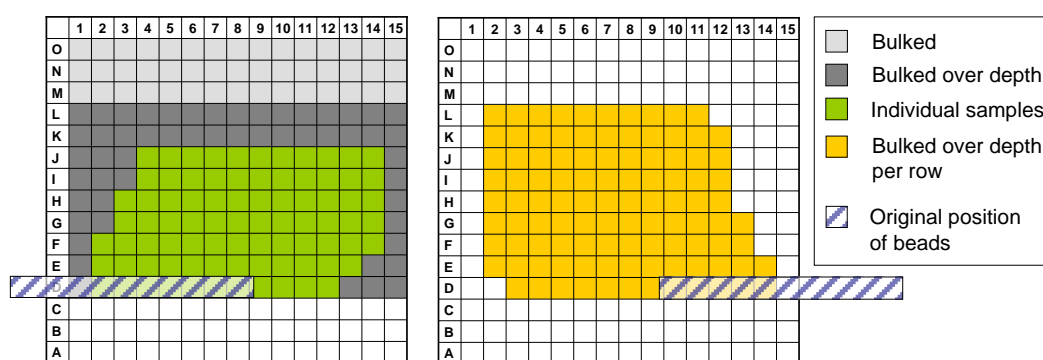 1 2 3 4 5 6 7 8 9 10 11 12 13 14 15
O
N
M
L
K
J
I
H
G
F
E
D
C
B
A
1 2 3 4 5 6 7 8 9 10 11 12 13 14 15
O
N
M
L
K
J
I
H
G
F
E
D
C
B
A
Bulked
Bulked over depth
Individual samples
Bulked over depth
per row
Original position
of beads